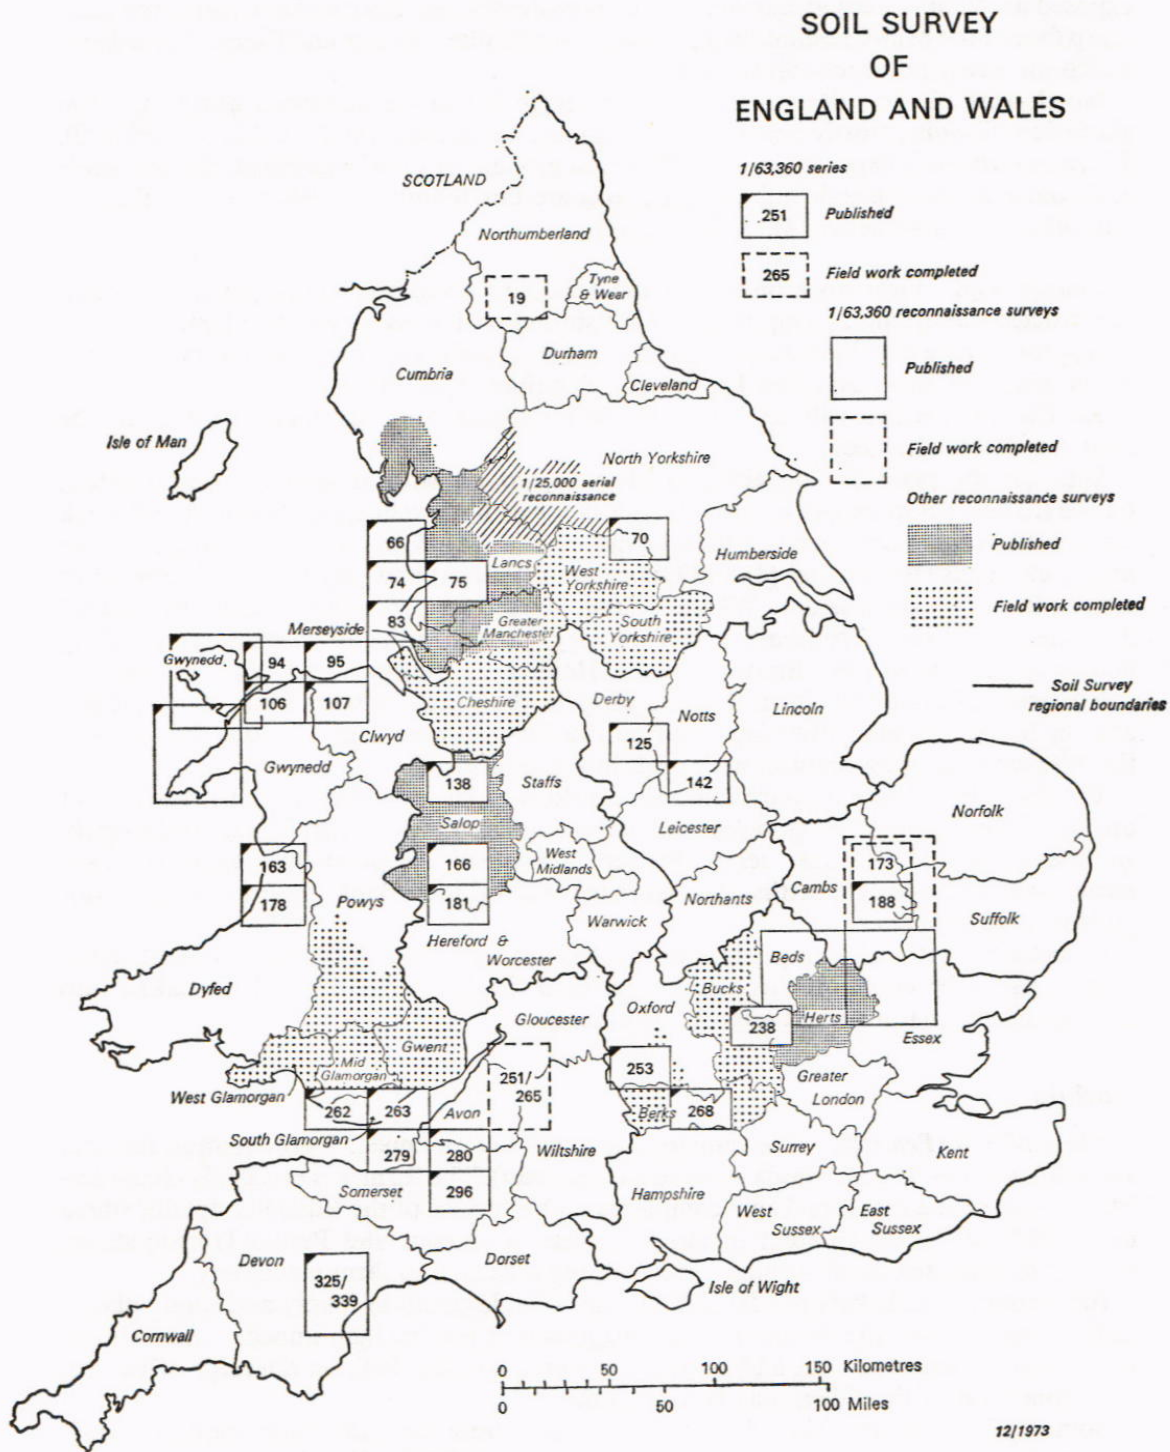 SOIL SURVEY
OF
ENGLAND AND WALES
1/63,360 series
251 Published
265 Field work completed
1/63,360 reconnaissance surveys
Published
Field work completed
Other reconnaissance surveys
Published
Field work completed
Soil Survey
regional boundaries
SCOTLAND
Northumberland
19
Tyne
& Wear
Durham
Cumbria
Cleveland
Isle of Man
North Yorkshire
1/25,000 aerial
reconnaissance
66
70
Lancs
West
Yorkshire
Humberside
74
75
83
Merseyside
Greater
Manchester
South
Yorkshire
Gwynedd
94
95
106
107
Cheshire
Derby
Notts
Lincoln
Clwyd
125
Gwynedd
138
Staffs
142
Norfolk
Salop
Leicester
163
166
West
Midlands
173
178
Powys
181
Northants
Cambs
188
Suffolk
Warwick
Hereford &
Worcester
Beds
Dyfed
Bucks
Oxford
Gloucester
238
Herts
Essex
Gwent
Mid
Glamorgan
West Glamorgan
251/
265
253
Greater
London
262
263
Avon
Berks
268
South Glamorgan
279
280
Wiltshire
Surrey
Kent
Somerset
296
Hampshire
West
Sussex
East
Sussex
Devon
Dorset
325/
339
Isle of Wight
Cornwall
0 50 100 150 Kilometres
0 50 100 Miles
12/1973